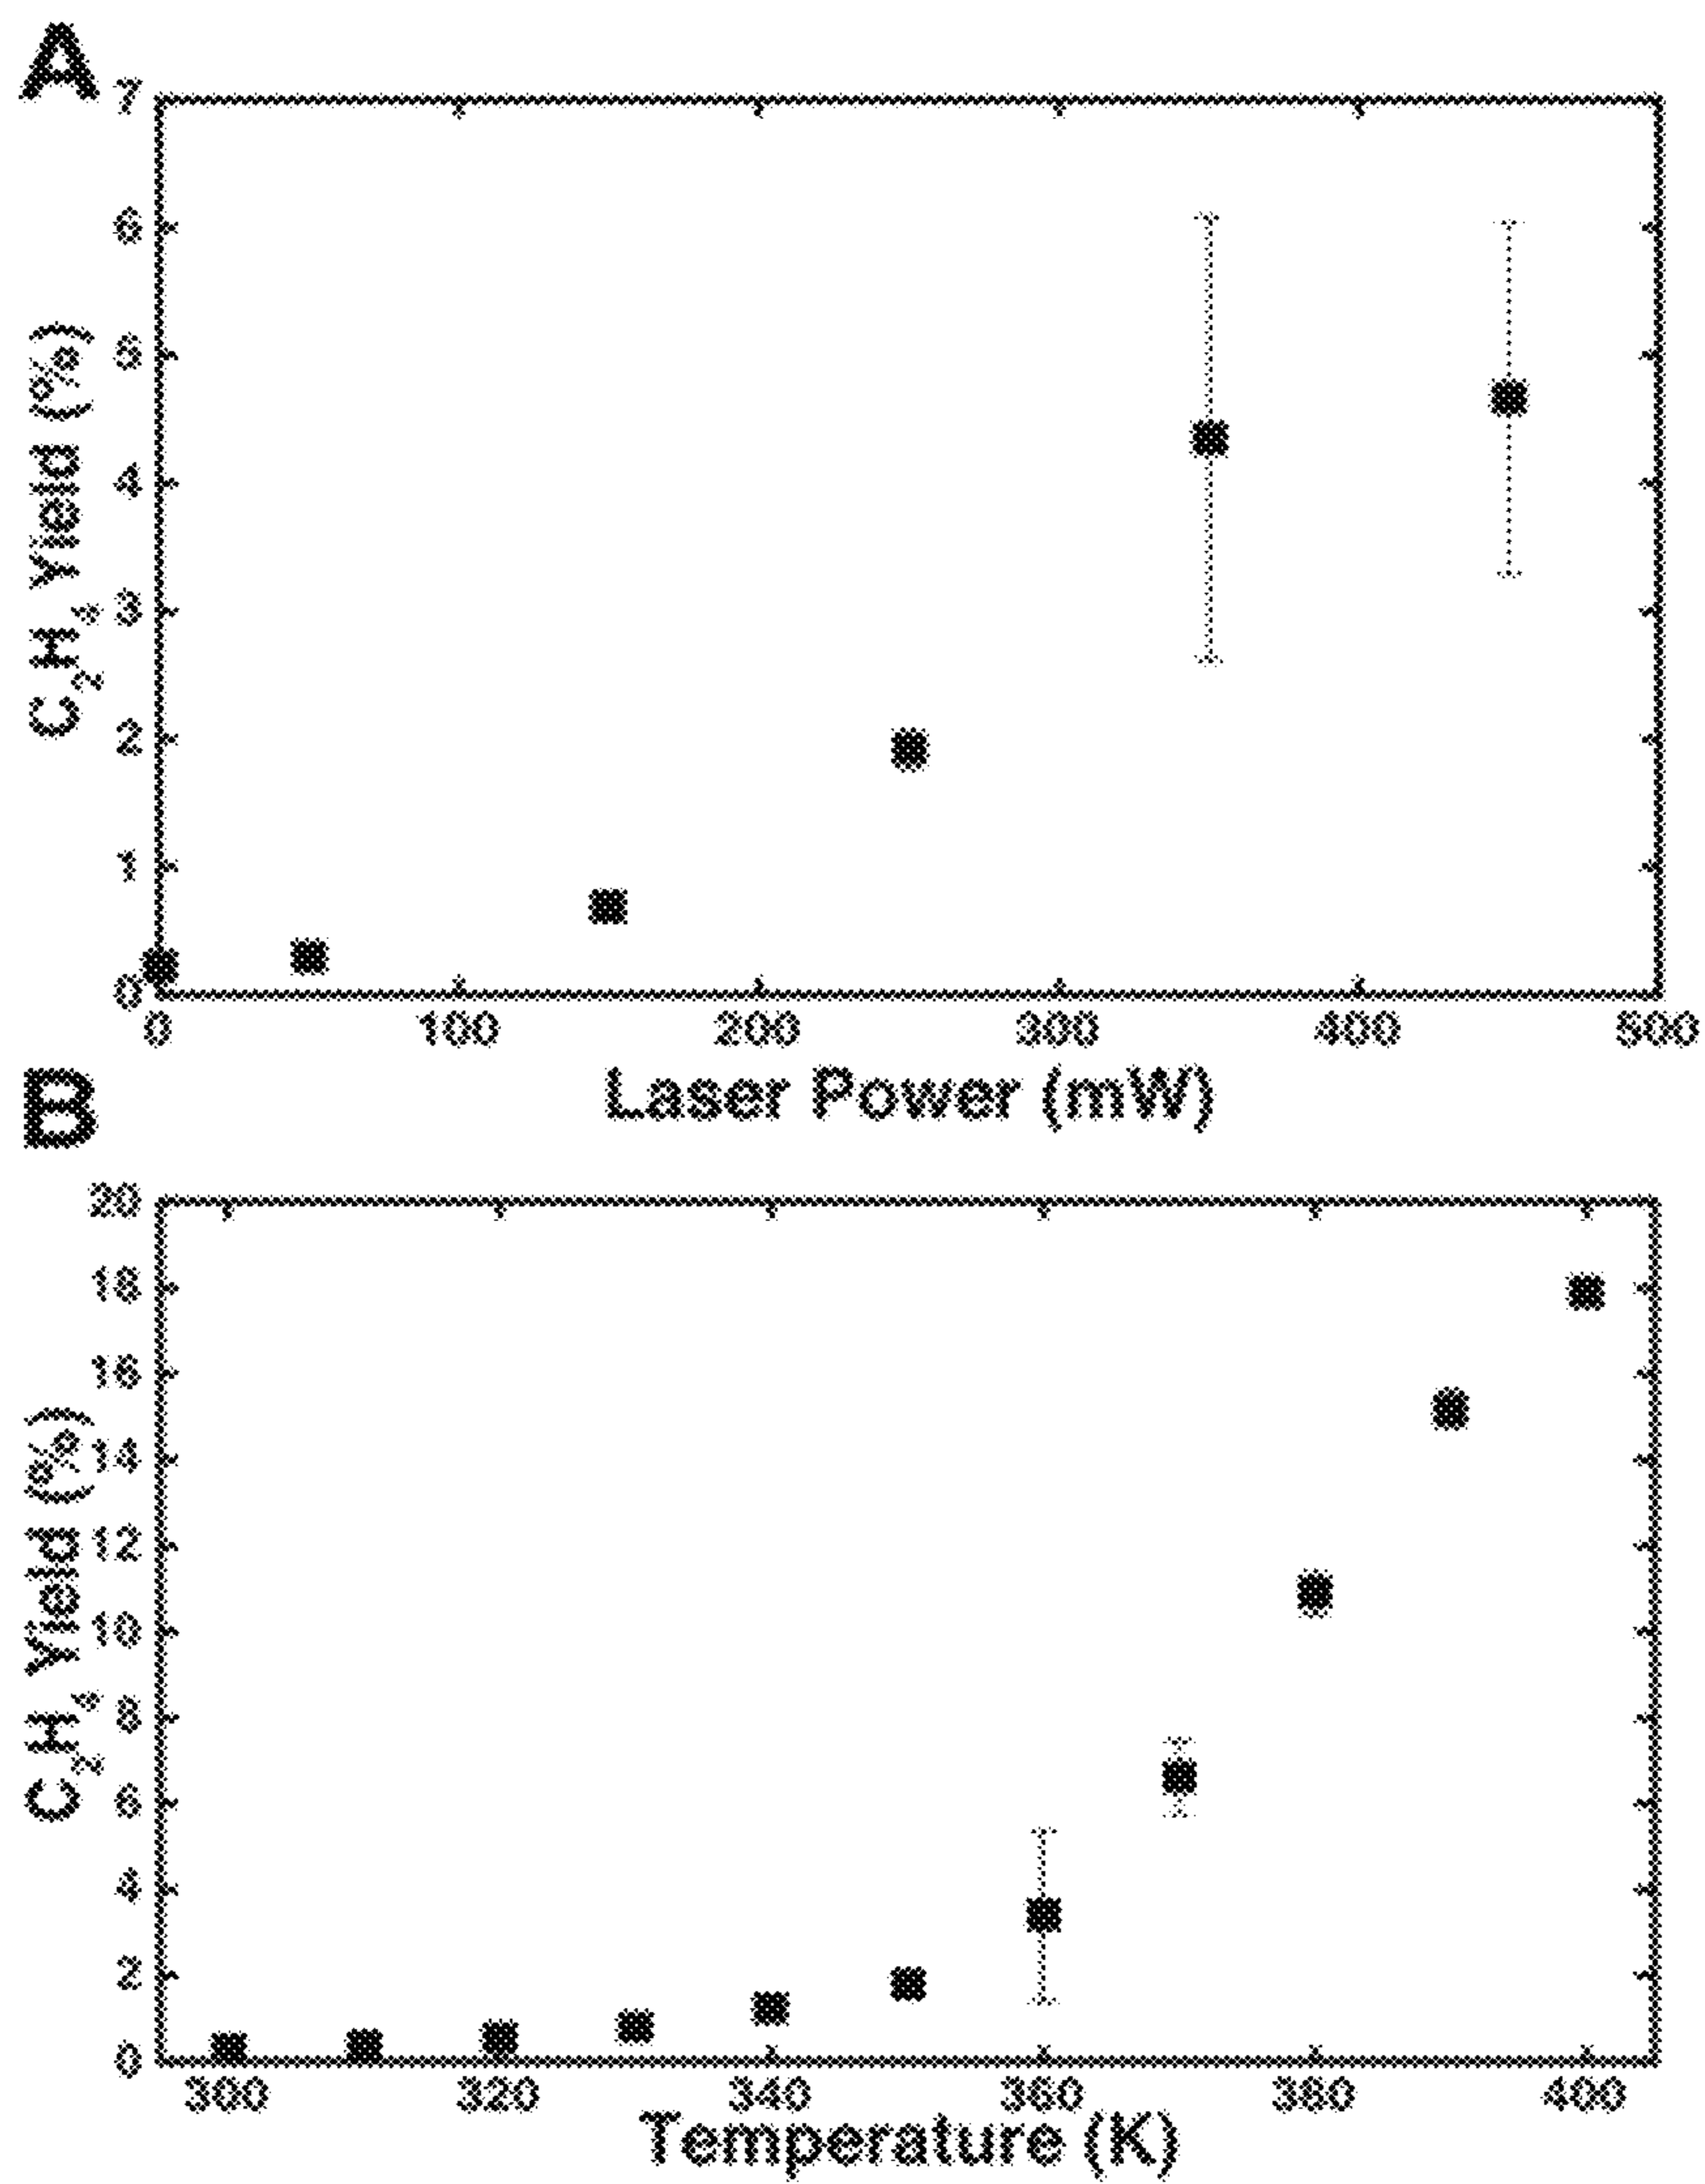 A
7
6
5
4
3
2
1
0
C₂H₄ Yield (%)
0 100 200 300 400 500
Laser Power (mW)
B
20
18
16
14
12
10
8
6
4
2
0
C₂H₄ Yield (%)
300 320 340 360 380 400
Temperature (K)